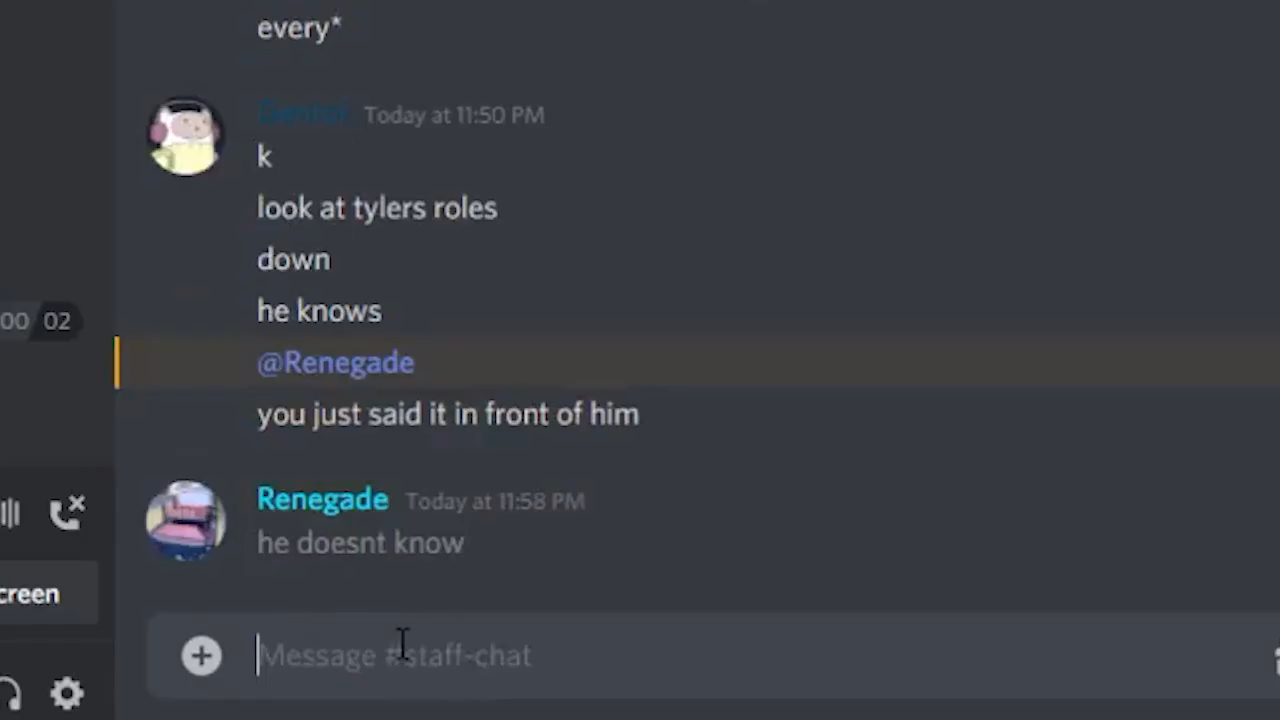 every*
Today at 11:50 PM
k
look at tylers roles
down
he knows
@Renegade
you just said it in front of him
00 02
Renegade Today at 11:58 PM
he doesnt know
creen
Message #staff-chat